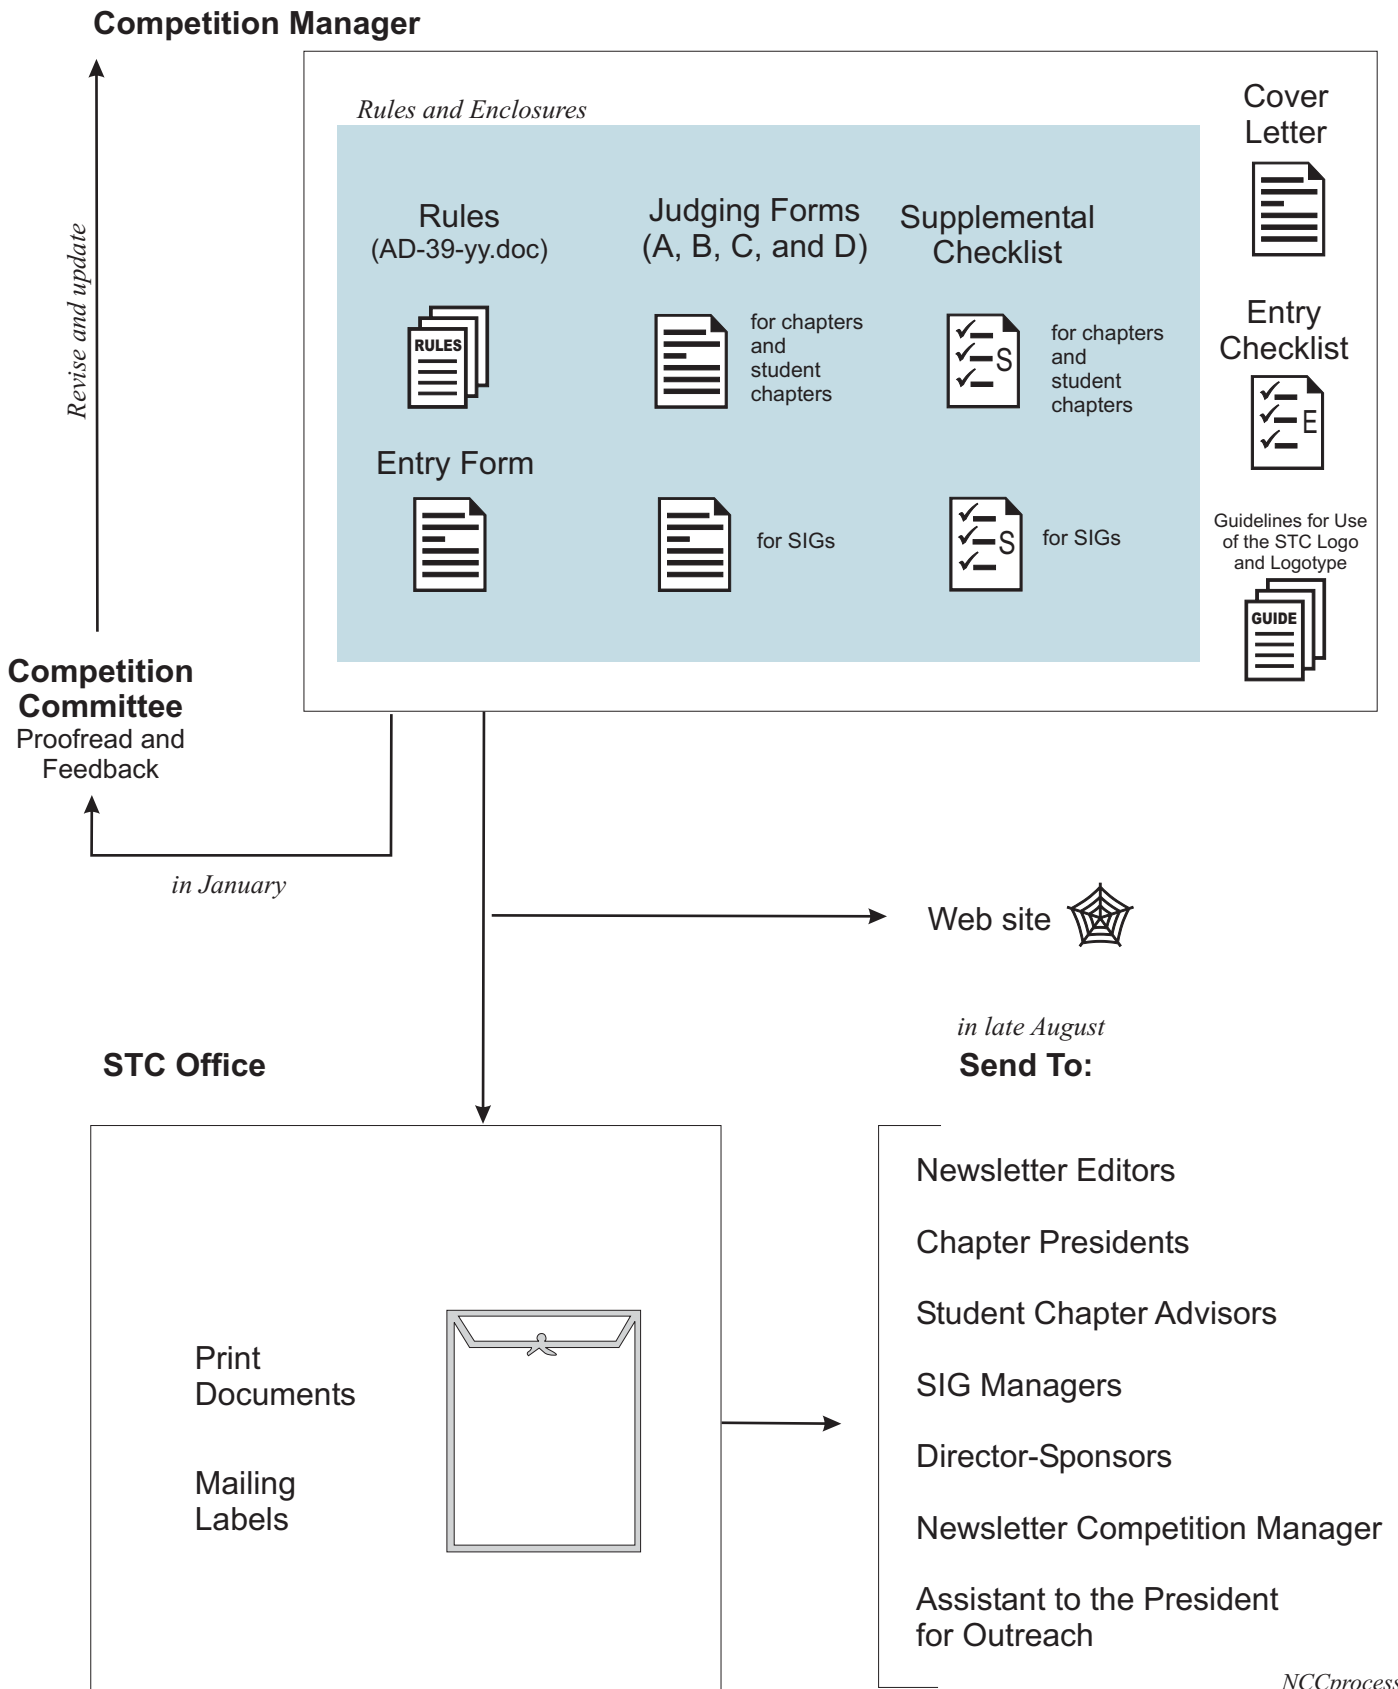 Competition Manager
Rules and Enclosures
Cover
Letter
Rules
(AD-39-yy.doc)
Judging Forms
(A, B, C, and D)
Supplemental
Checklist
RULES
for chapters
and
student
chapters
S
for chapters
and
student
chapters
Entry
Checklist
E
Revise and update
Entry Form
for SIGs
S
for SIGs
Guidelines for Use
of the STC Logo
and Logotype
GUIDE
Competition
Committee
Proofread and
Feedback
in January
Web site
in late August
STC Office
Send To:
Print
Documents
Mailing
Labels
Newsletter Editors
Chapter Presidents
Student Chapter Advisors
SIG Managers
Director-Sponsors
Newsletter Competition Manager
Assistant to the President
for Outreach
NCCprocess